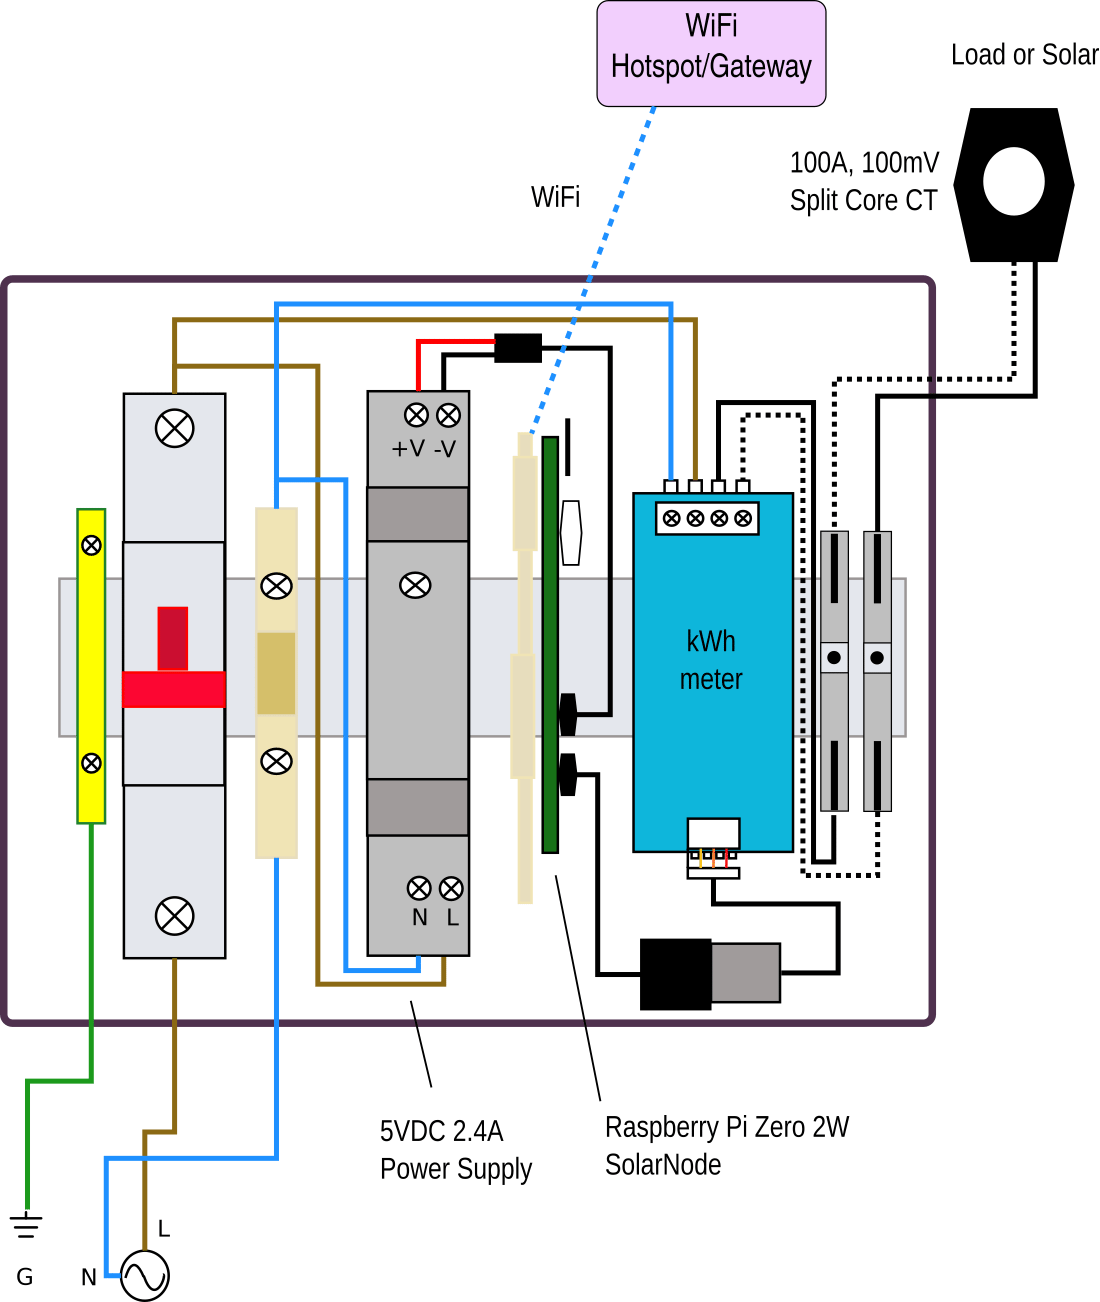 WiFi
Hotspot/Gateway
Load or Solar
100A, 100mV
Split Core CT
WiFi
+V -V
kWh
meter
N L
5VDC 2.4A
Power Supply
Raspberry Pi Zero 2W
SolarNode
L
G
N